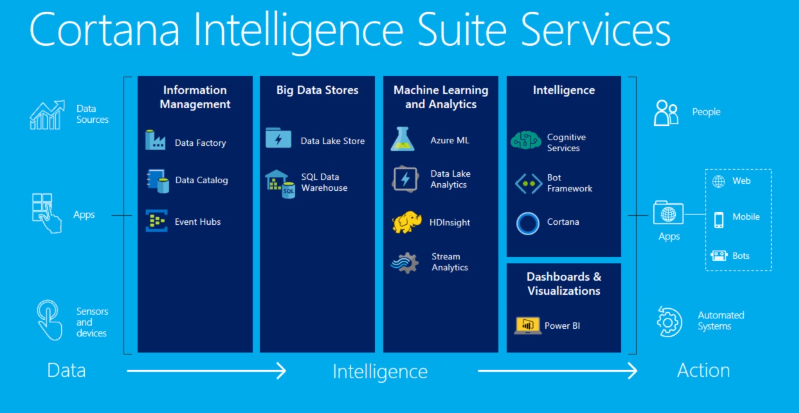 Cortana Intelligence Suite Services
Data
Sources
Apps
Sensors
and
devices
Information
Management
Data Factory
Data Catalog
Event Hubs
Big Data Stores
Data Lake Store
SQL Data
Warehouse
SQL
Machine Learning
and Analytics
Azure ML
Data Lake
Analytics
HDInsight
Stream
Analytics
Intelligence
Cognitive
Services
Bot
Framework
Cortana
Dashboards &
Visualizations
Power BI
People
Apps
Web
Mobile
Bots
Automated
Systems
Data
Intelligence
Action